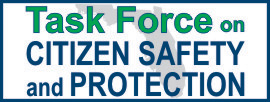 Task Force on
CITIZEN SAFETY
and PROTECTION